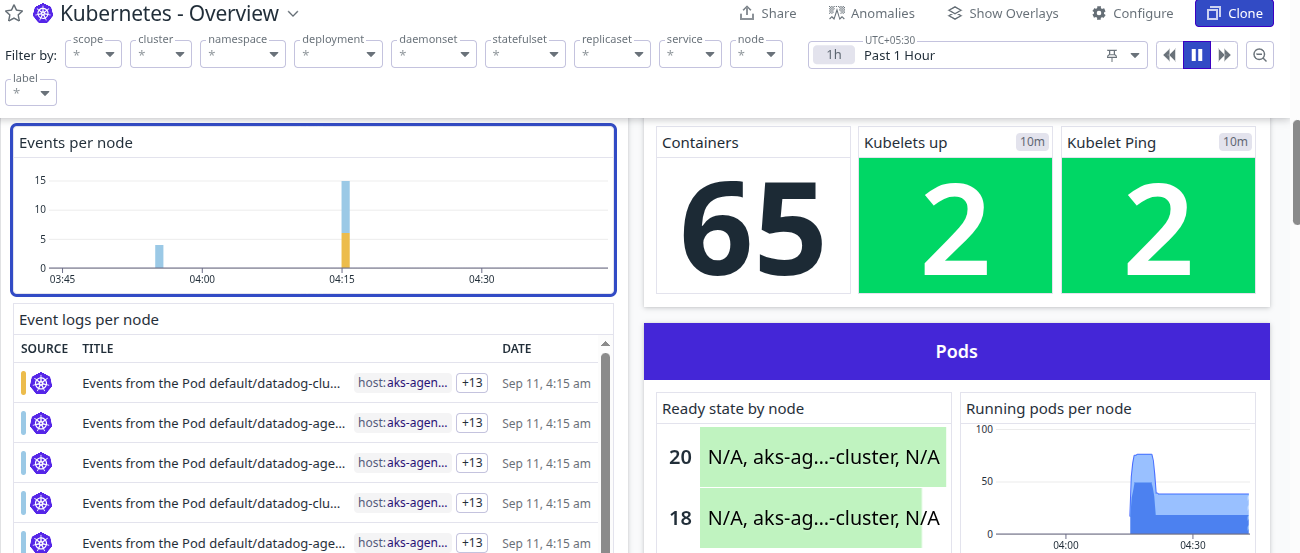 Kubernetes - Overview
Share
Anomalies
Show Overlays
Configure
Clone
Filter by:
scope
*
cluster
*
namespace
*
deployment
*
daemonset
*
statefulset
*
replicaset
*
service
*
node
*
label
*
UTC+05:30
1h Past 1 Hour
Events per node
15
10
5
0
03:45 04:00 04:15 04:30
Event logs per node
SOURCE TITLE DATE
Events from the Pod default/datadog-clu... host:aks-agen... +13 Sep 11, 4:15 am
Events from the Pod default/datadog-age... host:aks-agen... +13 Sep 11, 4:15 am
Events from the Pod default/datadog-age... host:aks-agen... +13 Sep 11, 4:15 am
Events from the Pod default/datadog-clu... host:aks-agen... +13 Sep 11, 4:15 am
Events from the Pod default/datadog-age... host:aks-agen... +13 Sep 11, 4:15 am
Containers
65
Kubelets up 10m
2
Kubelet Ping 10m
2
Pods
Ready state by node
20 N/A, aks-ag...-cluster, N/A
18 N/A, aks-ag...-cluster, N/A
Running pods per node
100
50
0
04:00 04:30